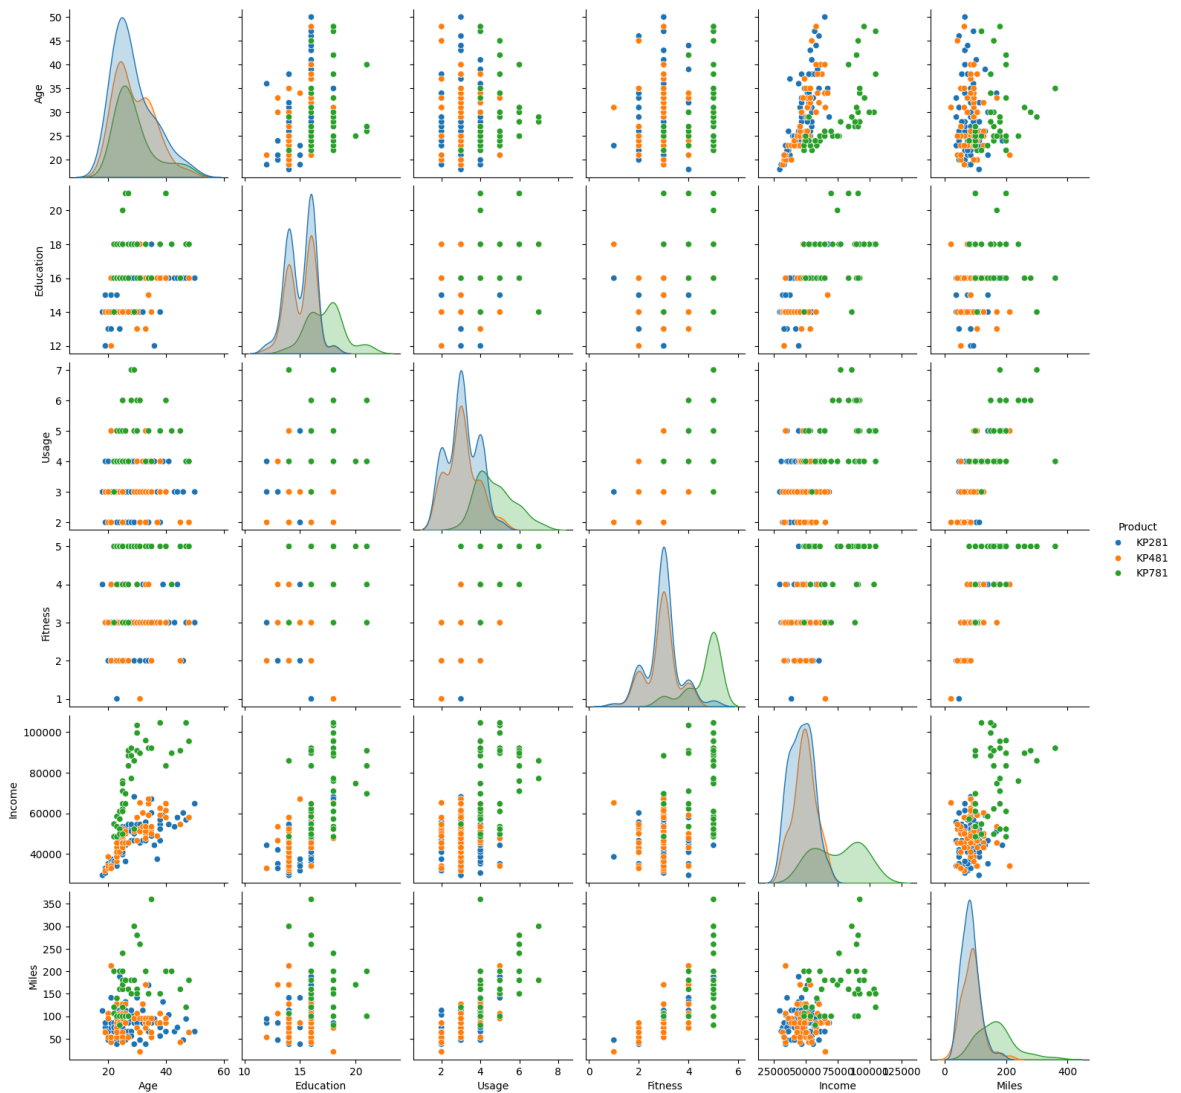 50
45
40
35
30
25
20
Age
20
18
16
14
12
Education
7
6
5
4
3
2
Usage
5
4
3
2
1
Fitness
100000
80000
60000
40000
Income
350
300
250
200
150
100
50
Miles
20 40 60
Age
10 15 20
Education
2 4 6 8
Usage
0 2 4 6
Fitness
25000 50000 75000 100000 125000
Income
0 200 400
Miles
Product
KP281
KP481
KP781